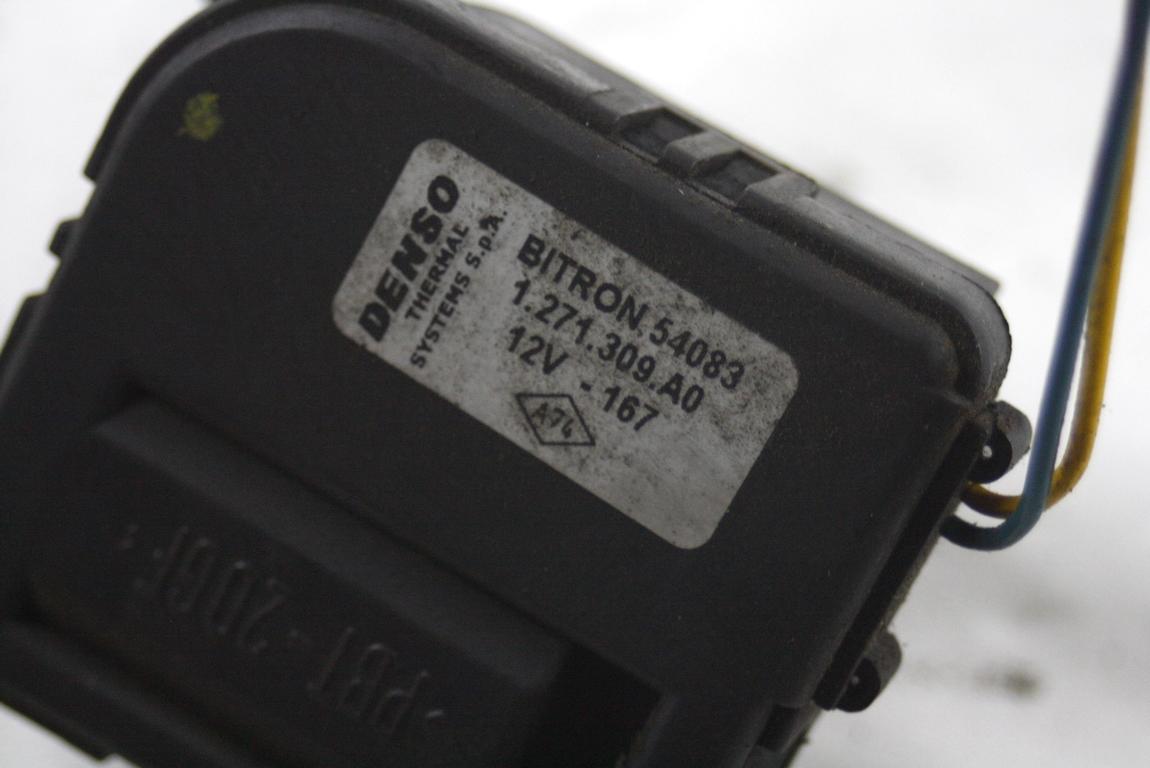 DENSO
THERMAL
SYSTEMS S.p.A.
BITRON 54083
1.271.309.A0
12V - 167
A74
PBT - 20GF